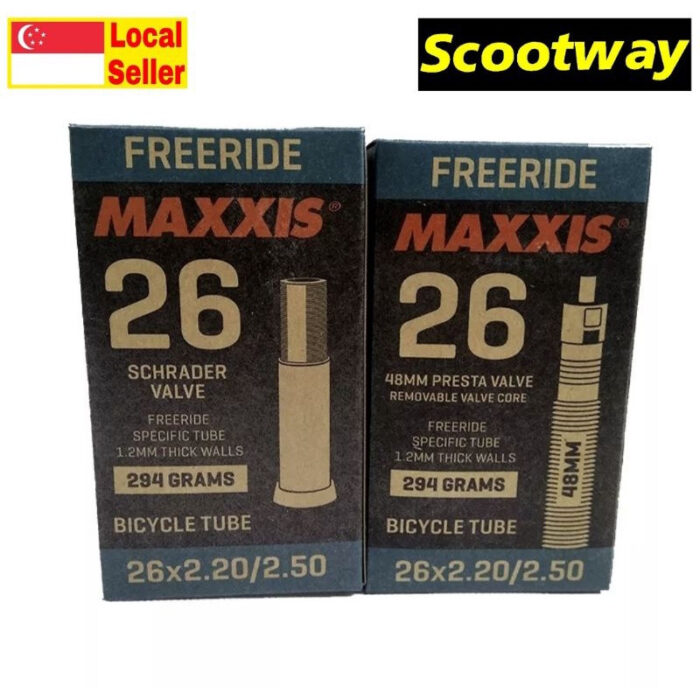 Local
Seller
Scootway
FREERIDE
MAXXIS®
26
SCHRADER
VALVE
FREERIDE
SPECIFIC TUBE
1.2MM THICK WALLS
294 GRAMS
BICYCLE TUBE
26x2.20/2.50
FREERIDE
MAXXIS®
26
48MM PRESTA VALVE
REMOVABLE VALVE CORE
FREERIDE
SPECIFIC TUBE
1.2MM THICK WALLS
294 GRAMS
48MM
BICYCLE TUBE
26x2.20/2.50